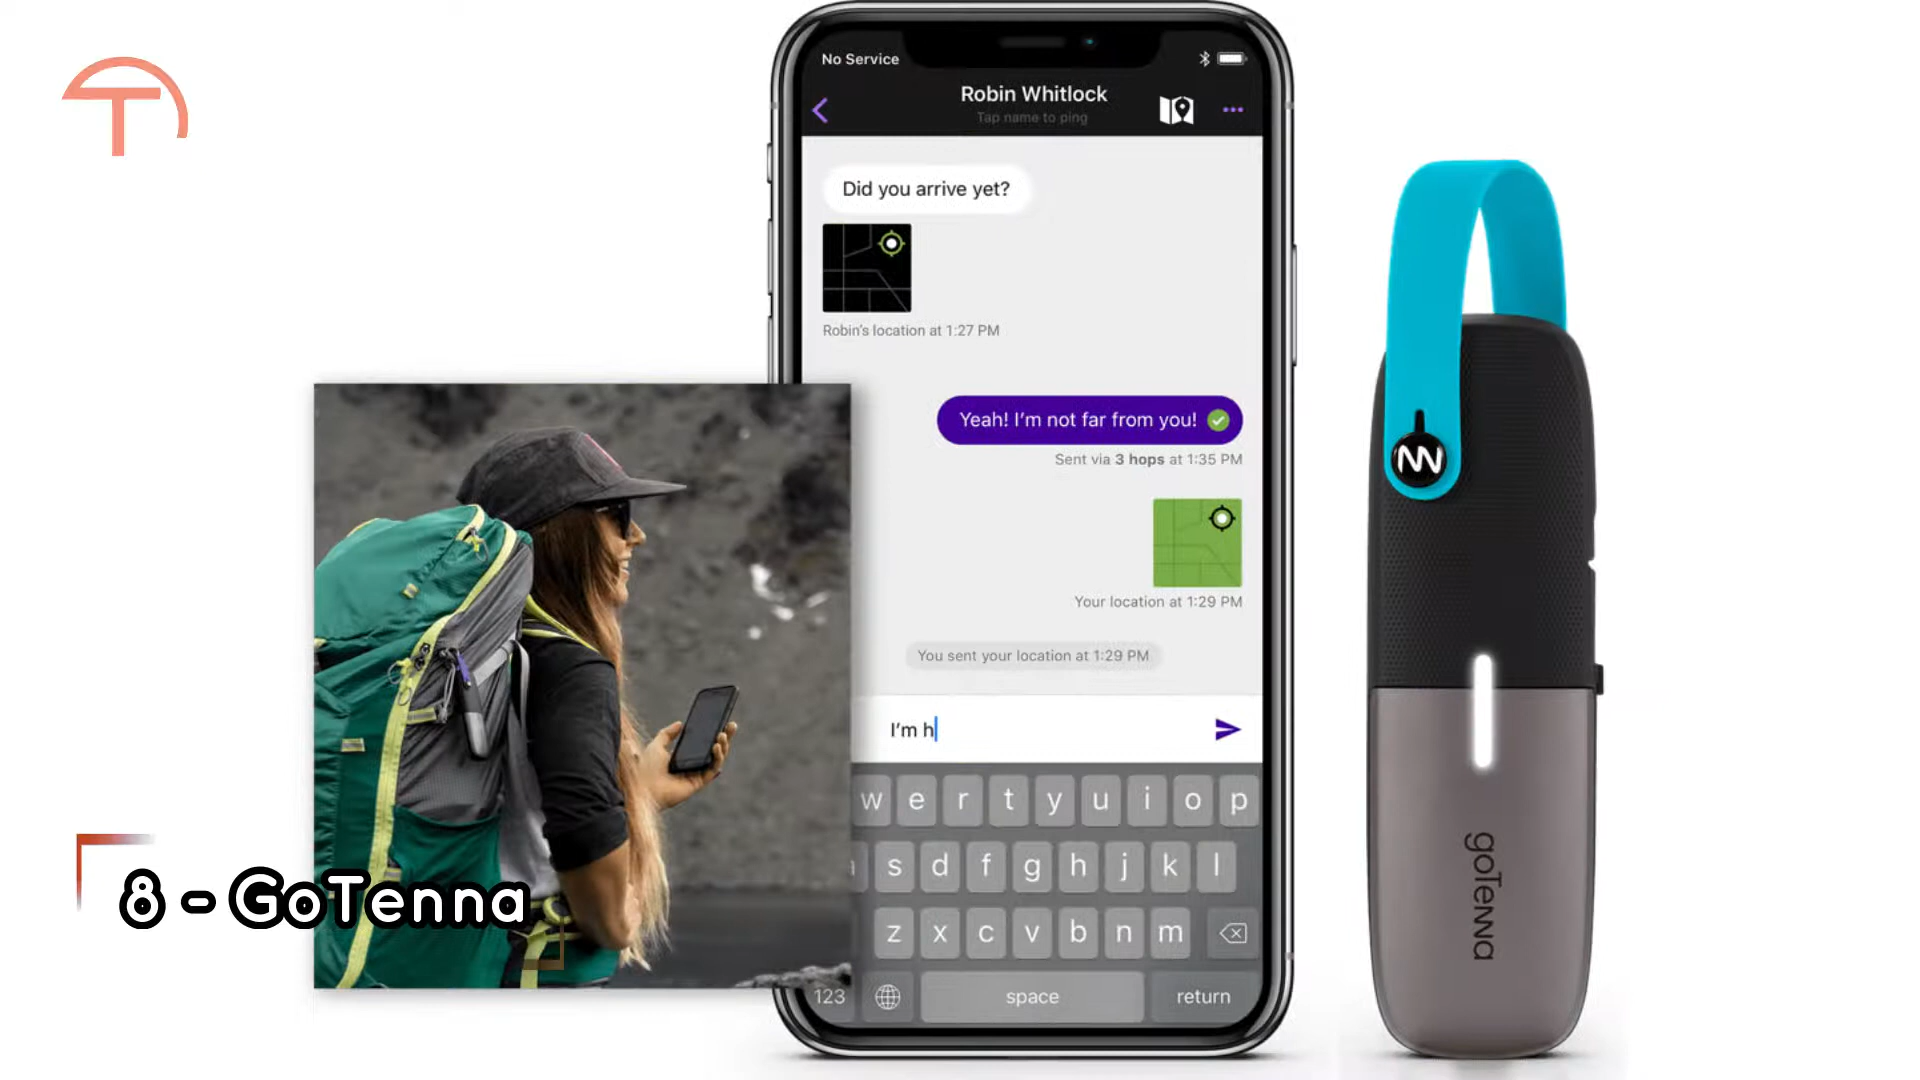 No Service
Robin Whitlock
Tap name to ping
Did you arrive yet?
Robin's location at 1:27 PM
Yeah! I'm not far from you!
Sent via 3 hops at 1:35 PM
Your location at 1:29 PM
You sent your location at 1:29 PM
I'm h
w e r t y u i o p
s d f g h j k l
z x c v b n m
123 space return
goTenna
8 - GoTenna